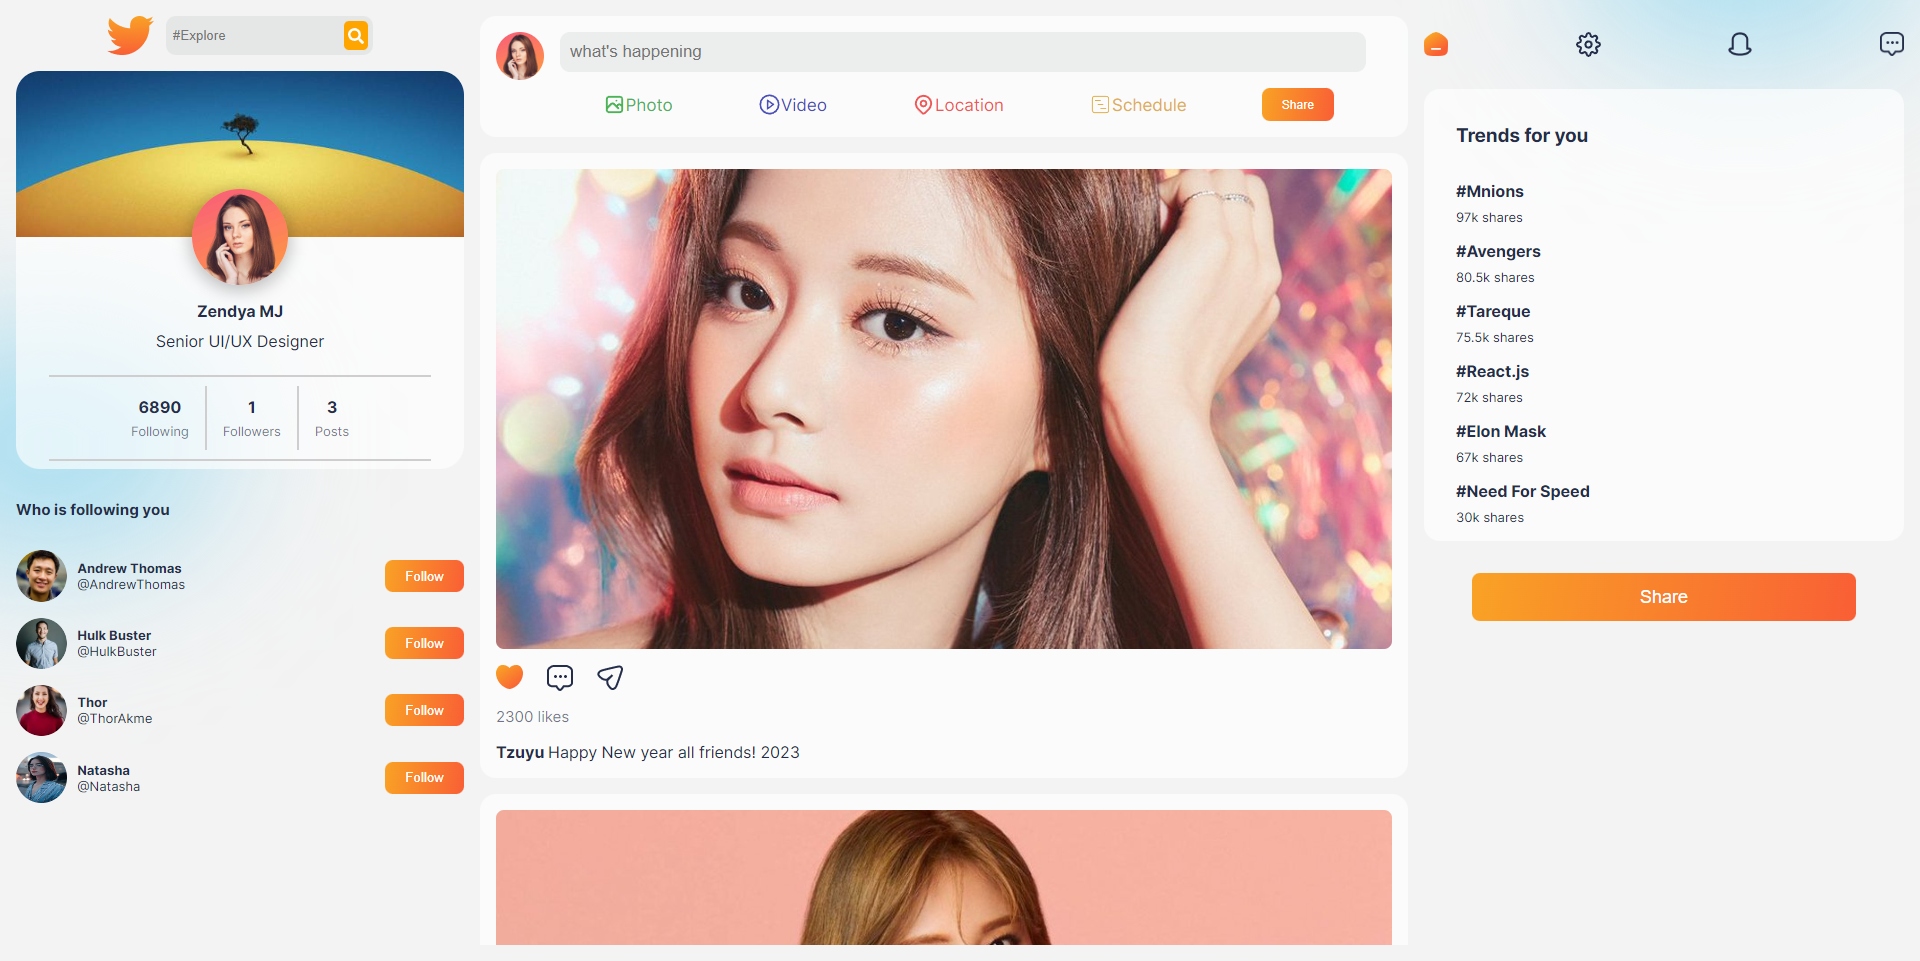 #Explore
Zendya MJ
Senior UI/UX Designer
6890
Following
1
Followers
3
Posts
Who is following you
Andrew Thomas
@AndrewThomas
Follow
Hulk Buster
@HulkBuster
Follow
Thor
@ThorAkme
Follow
Natasha
@Natasha
Follow
what's happening
Photo
Video
Location
Schedule
Share
2300 likes
Tzuyu Happy New year all friends! 2023
Trends for you
#Mnions
97k shares
#Avengers
80.5k shares
#Tareque
75.5k shares
#React.js
72k shares
#Elon Mask
67k shares
#Need For Speed
30k shares
Share